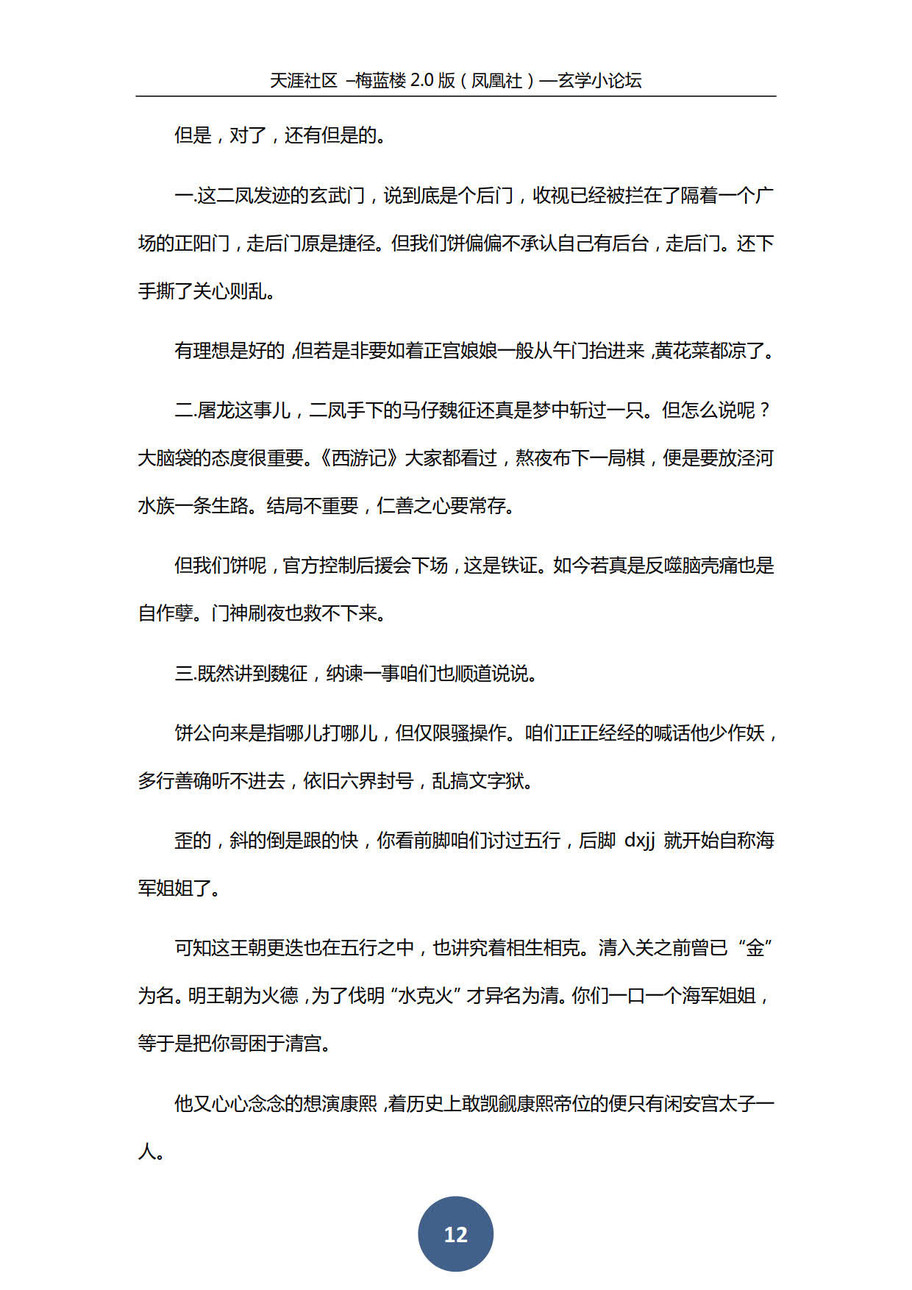 天涯社区 –梅蓝楼 2.0 版（凤凰社）—玄学小论坛
但是，对了，还有但是的。
一.这二凤发迹的玄武门，说到底是个后门，收视已经被拦在了隔着一个广
场的正阳门，走后门原是捷径。但我们饼偏偏不承认自己有后台，走后门。还下
手撕了关心则乱。
有理想是好的，但若是非要如着正宫娘娘一般从午门抬进来，黄花菜都凉了。
二.屠龙这事儿，二凤手下的马仔魏征还真是梦中斩过一只。但怎么说呢？
大脑袋的态度很重要。《西游记》大家都看过，熬夜布下一局棋，便是要放泾河
水族一条生路。结局不重要，仁善之心要常存。
但我们饼呢，官方控制后援会下场，这是铁证。如今若真是反噬脑壳痛也是
自作孽。门神刷夜也救不下来。
三.既然讲到魏征，纳谏一事咱们也顺道说说。
饼公向来是指哪儿打哪儿，但仅限骚操作。咱们正正经经的喊话他少作妖，
多行善确听不进去，依旧六界封号，乱搞文字狱。
歪的，斜的倒是跟的快，你看前脚咱们讨过五行，后脚 dxjj 就开始自称海
军姐姐了。
可知这王朝更迭也在五行之中，也讲究着相生相克。清入关之前曾已“金”
为名。明王朝为火德，为了伐明“水克火”才异名为清。你们一口一个海军姐姐，
等于是把你哥困于清宫。
他又心心念念的想演康熙，着历史上敢觊觎康熙帝位的便只有闲安宫太子一
人。
12